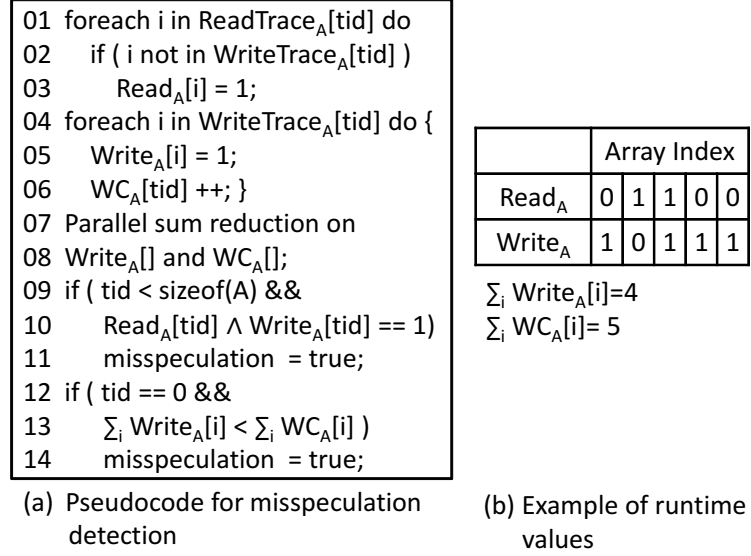 01 foreach i in ReadTrace_A[tid] do
02 if ( i not in WriteTrace_A[tid] )
03 Read_A[i] = 1;
04 foreach i in WriteTrace_A[tid] do {
05 Write_A[i] = 1;
06 WC_A[tid] ++; }
07 Parallel sum reduction on
08 Write_A[] and WC_A[];
09 if ( tid < sizeof(A) &&
10 Read_A[tid] ∧ Write_A[tid] == 1)
11 misspeculation = true;
12 if ( tid == 0 &&
13 ∑_i Write_A[i] < ∑_i WC_A[i] )
14 misspeculation = true;
(a) Pseudocode for misspeculation
detection
Array Index
Read_A 0 1 1 0 0
Write_A 1 0 1 1 1
∑_i Write_A[i]=4
∑_i WC_A[i]= 5
(b) Example of runtime
values